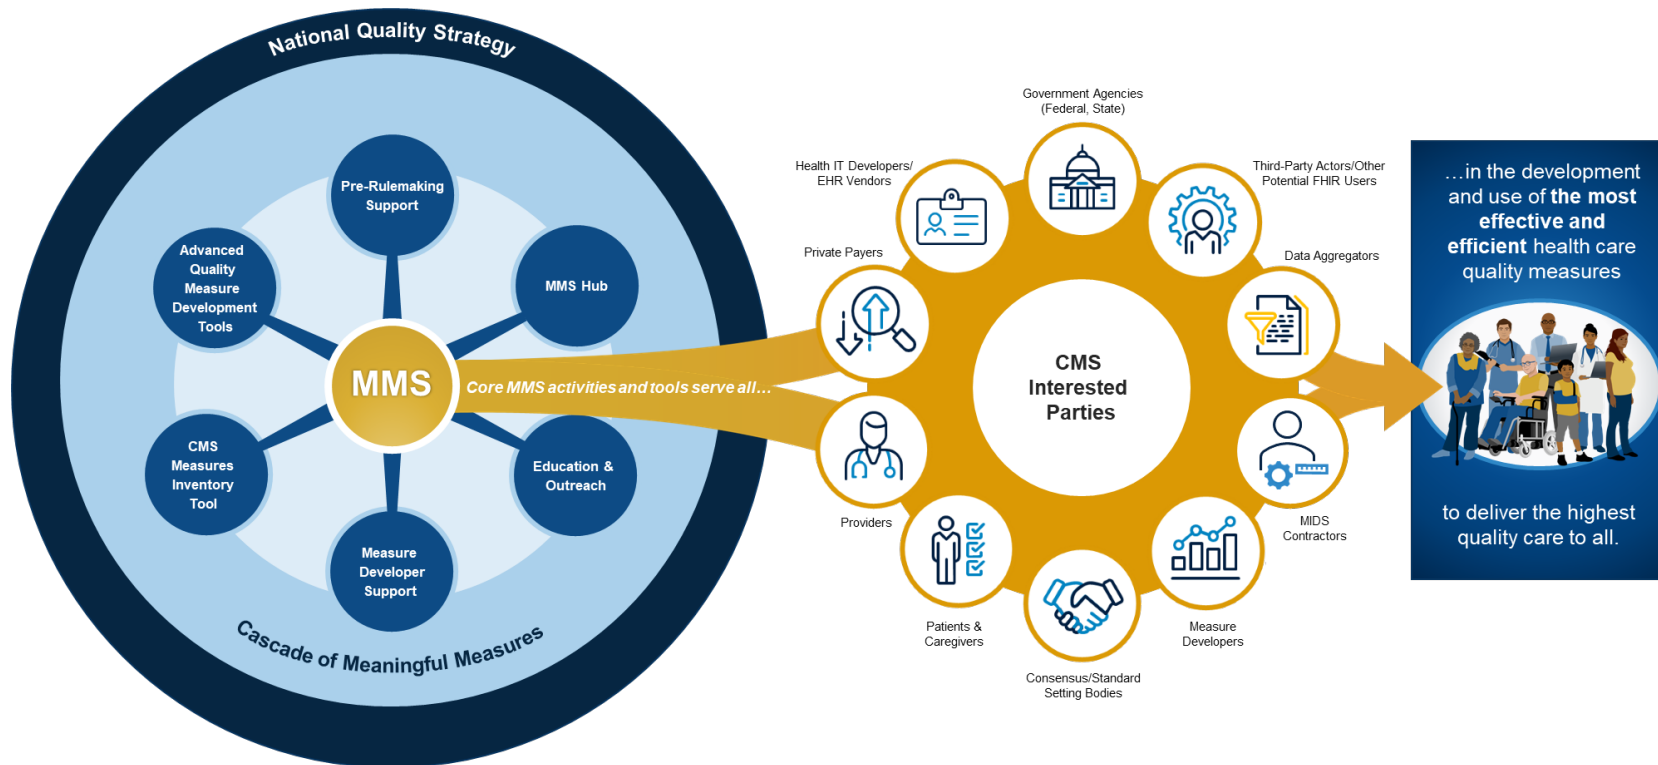 National Quality Strategy
Pre-Rulemaking
Support
Advanced
Quality
Measure
Development
Tools
MMS Hub
MMS
Core MMS activities and tools serve all…
CMS
Measures
Inventory
Tool
Education &
Outreach
Measure
Developer
Support
Cascade of Meaningful Measures
Government Agencies
(Federal, State)
Health IT Developers/
EHR Vendors
Third-Party Actors/Other
Potential FHIR Users
Private Payers
Data Aggregators
CMS
Interested
Parties
Providers
MIDS
Contractors
Patients &
Caregivers
Measure
Developers
Consensus/Standard
Setting Bodies
…in the development
and use of the most
effective and
efficient health care
quality measures
to deliver the highest
quality care to all.